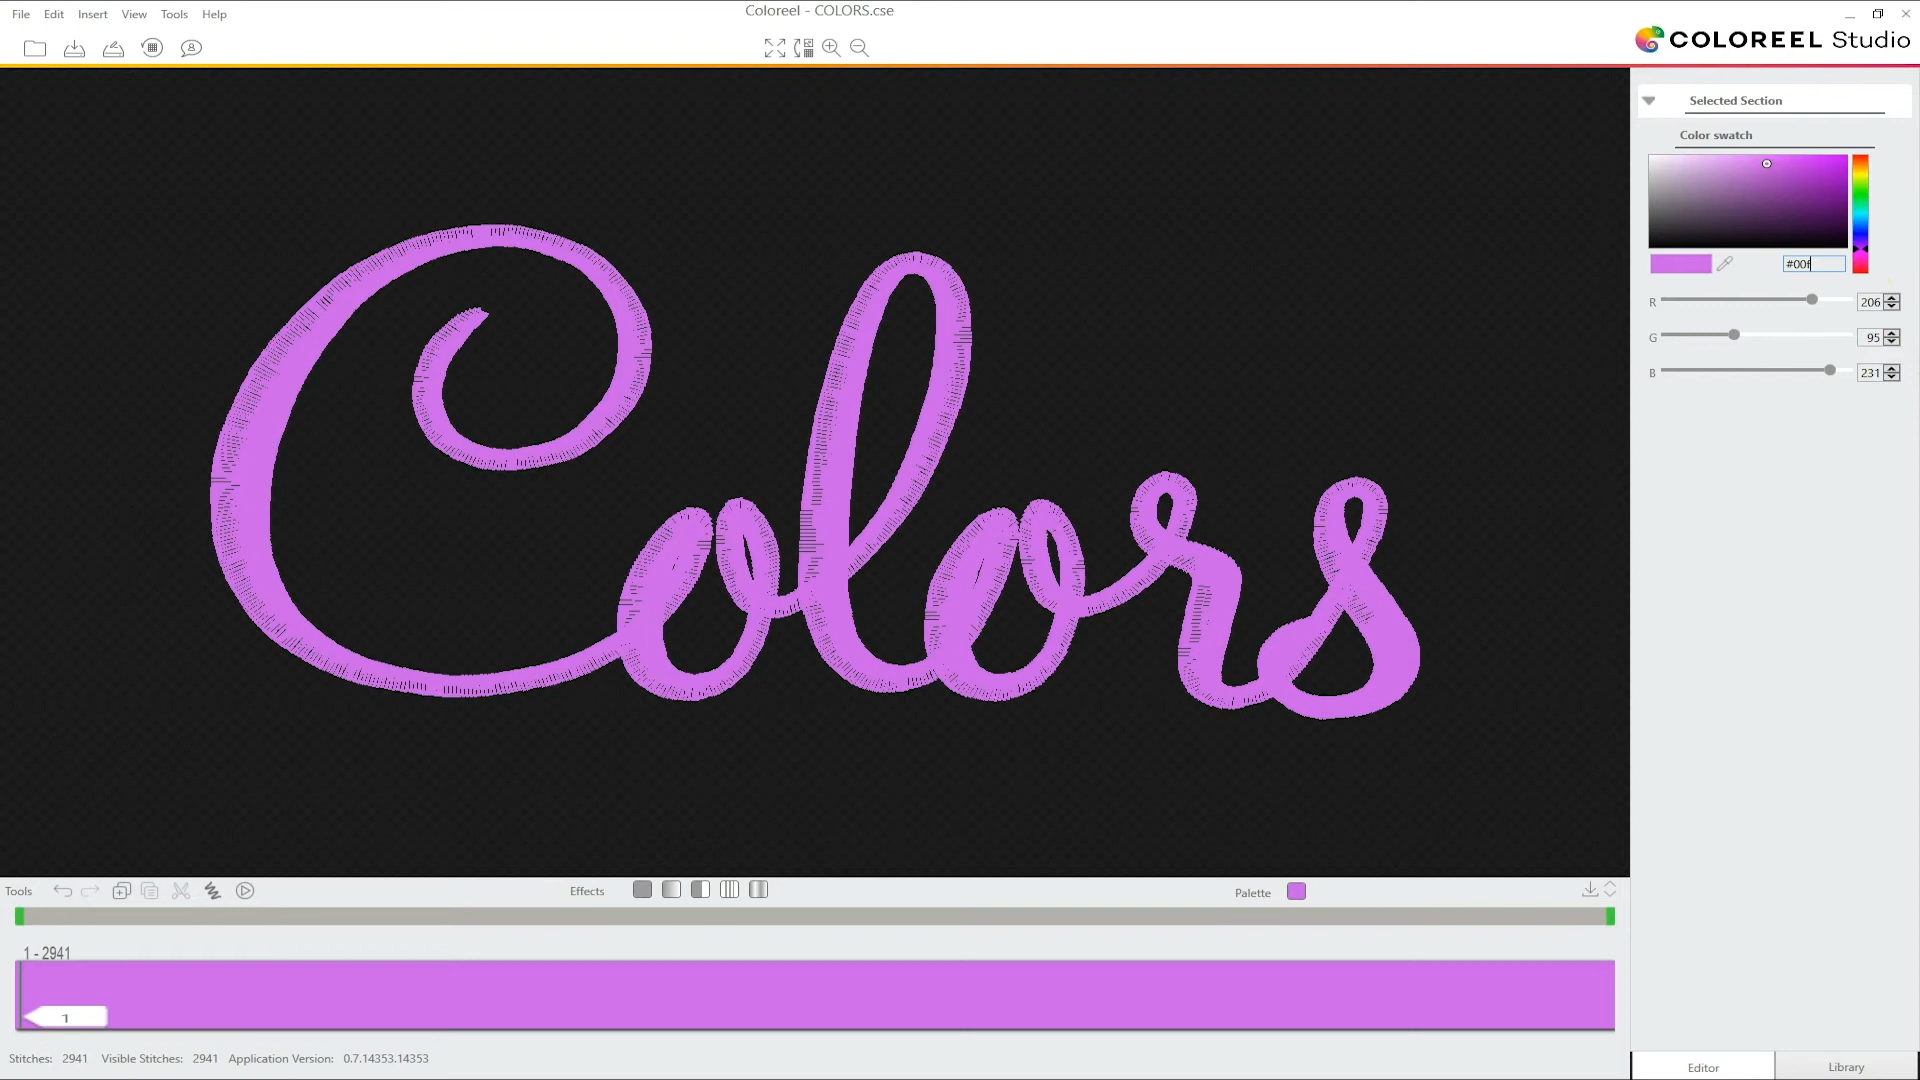 Coloreel - COLORS.cse
File Edit Insert View Tools Help
COLOREEL Studio
Selected Section
Color swatch
#00f
R 206
G 95
B 231
Colors
Tools
Effects
Palette
1 - 2941
1
Stitches: 2941 Visible Stitches: 2941 Application Version: 0.7.14353.14353
Editor
Library